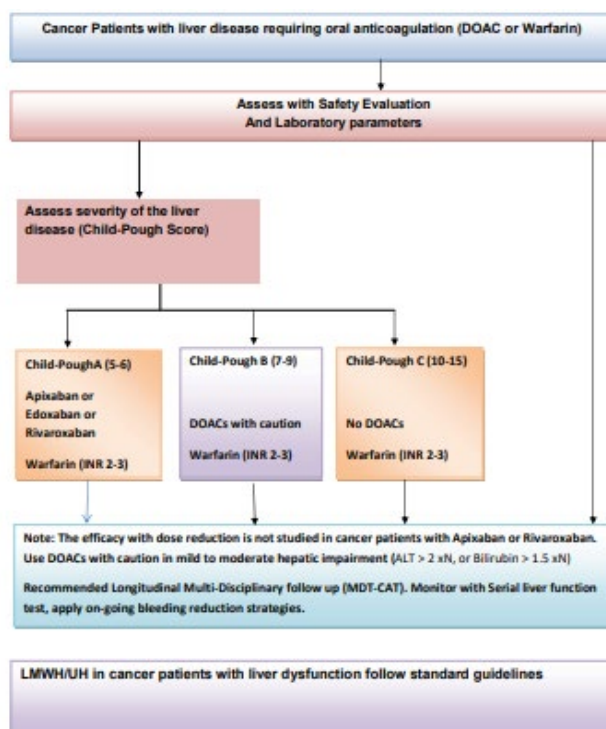 Cancer Patients with liver disease requiring oral anticoagulation (DOAC or Warfarin)
Assess with Safety Evaluation
And Laboratory parameters
Assess severity of the liver
disease (Child-Pough Score)
Child-PoughA (5-6)
Apixaban or
Edoxaban or
Rivaroxaban
Warfarin (INR 2-3)
Child-Pough B (7-9)
DOACs with caution
Warfarin (INR 2-3)
Child-Pough C (10-15)
No DOACs
Warfarin (INR 2-3)
Note: The efficacy with dose reduction is not studied in cancer patients with Apixaban or Rivaroxaban.
Use DOACs with caution in mild to moderate hepatic impairment (ALT > 2 xN, or Bilirubin > 1.5 xN)
Recommended Longitudinal Multi-Disciplinary follow up (MDT-CAT). Monitor with Serial liver function
test, apply on-going bleeding reduction strategies.
LMWH/UH in cancer patients with liver dysfunction follow standard guidelines